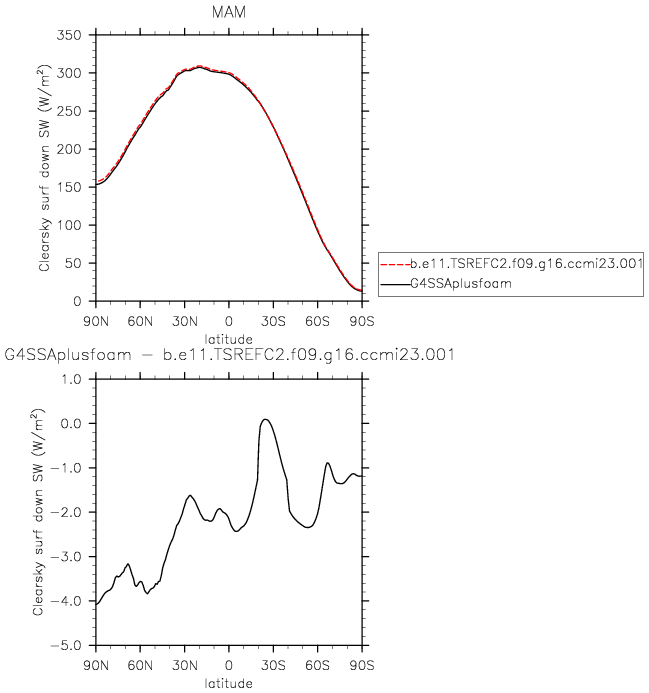 MAM
350
300
250
200
150
100
50
0
Clearsky surf down SW (W/m²)
90N 60N 30N 0 30S 60S 90S
latitude
b.e11.TSREFC2.f09.g16.ccmi23.001
G4SSAplusfoam
G4SSAplusfoam − b.e11.TSREFC2.f09.g16.ccmi23.001
1.0
0.0
−1.0
−2.0
−3.0
−4.0
−5.0
Clearsky surf down SW (W/m²)
90N 60N 30N 0 30S 60S 90S
latitude